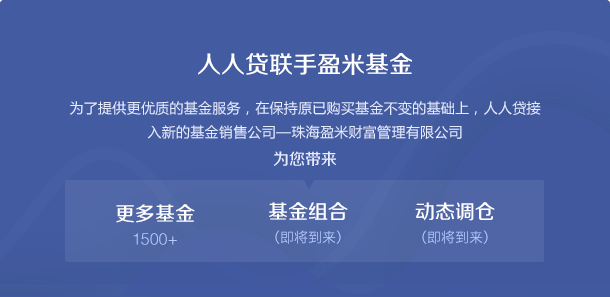 人人贷联手盈米基金
为了提供更优质的基金服务，在保持原已购买基金不变的基础上，人人贷接
入新的基金销售公司—珠海盈米财富管理有限公司
为您带来
更多基金 基金组合 动态调仓
1500+ （即将到来） （即将到来）